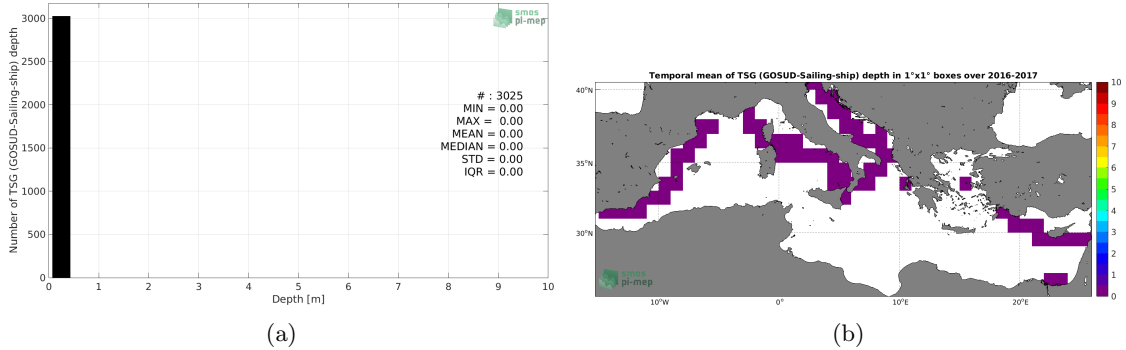 smos
pi-mep
Number of TSG (GOSUD-Sailing-ship) depth
3000
2500
2000
1500
1000
500
0
# : 3025
MIN = 0.00
MAX = 0.00
MEAN = 0.00
MEDIAN = 0.00
STD = 0.00
IQR = 0.00
0 1 2 3 4 5 6 7 8 9 10
Depth [m]
(a)
Temporal mean of TSG (GOSUD-Sailing-ship) depth in 1°x1° boxes over 2016-2017
40°N
35°N
30°N
smos
pi-mep
10°W 0° 10°E 20°E
10
9
8
7
6
5
4
3
2
1
0
(b)